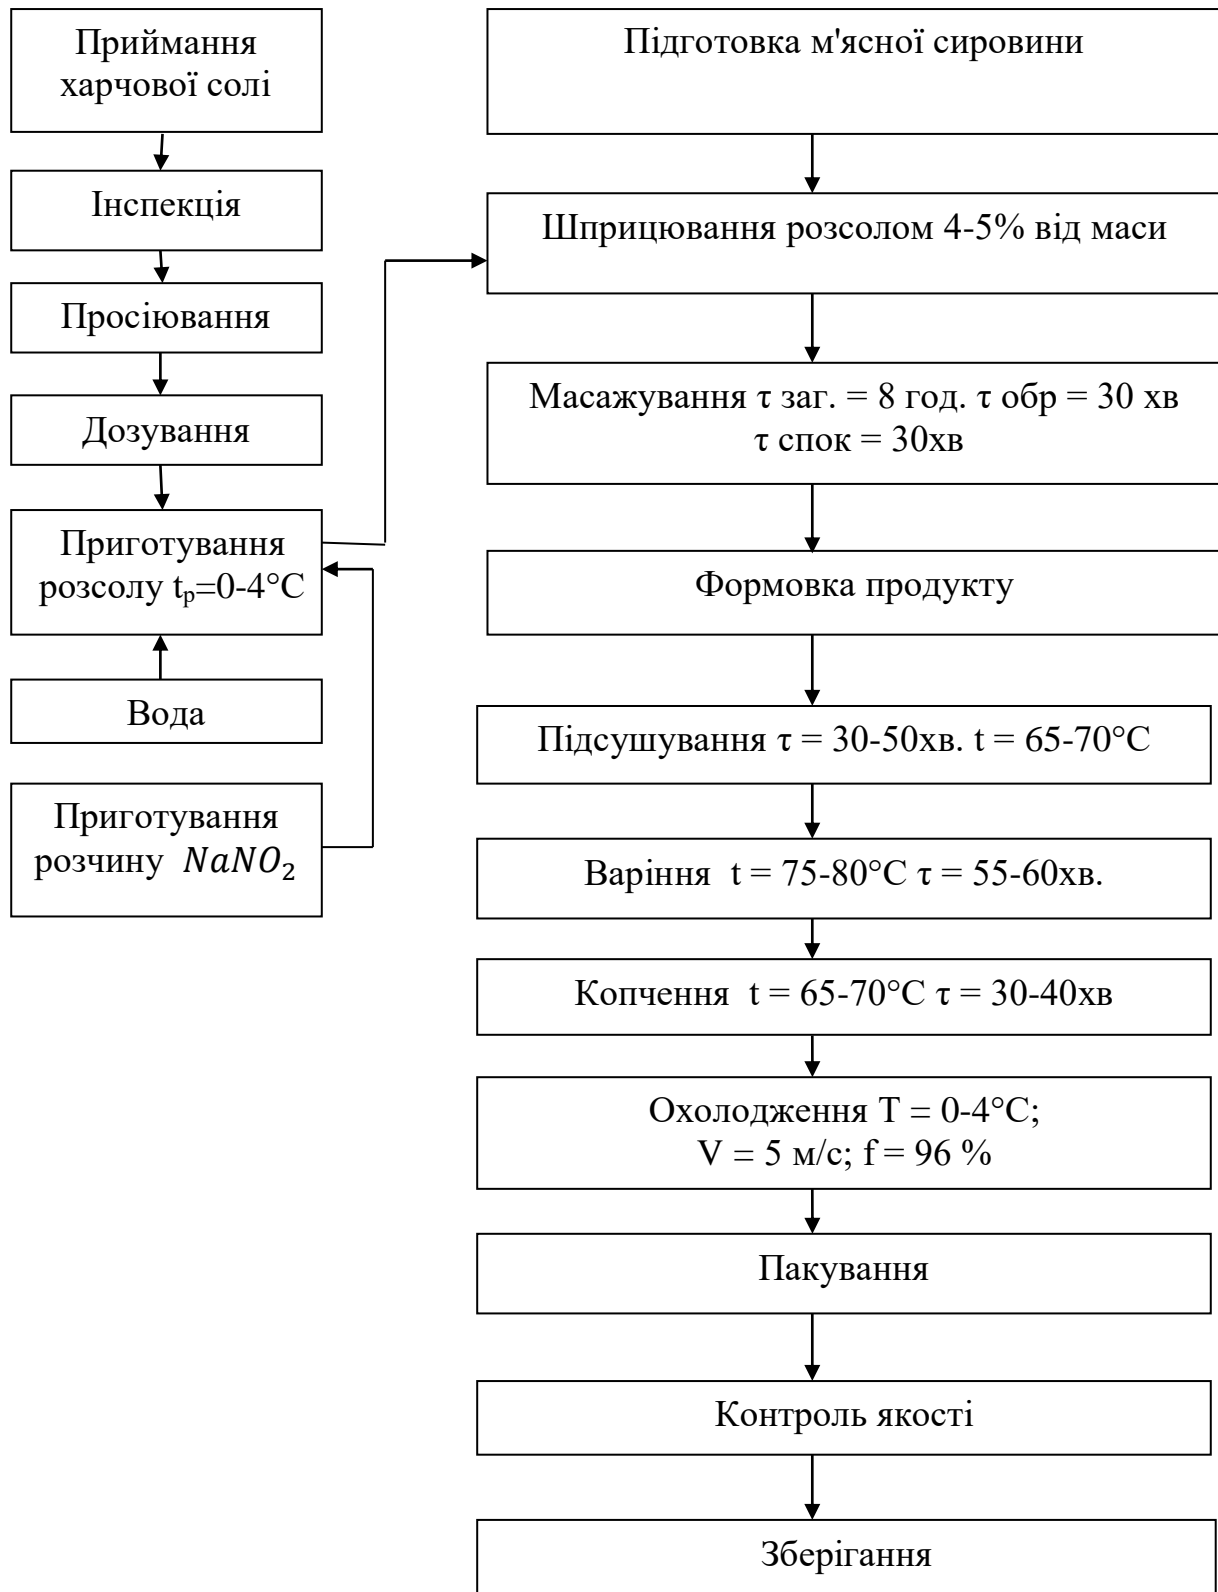 Приймання
харчової солі
Інспекція
Просіювання
Дозування
Приготування
розсолу tₚ=0-4°С
Вода
Приготування
розчину NaNO₂
Підготовка м'ясної сировини
Шприцювання розсолом 4-5% від маси
Масажування τ заг. = 8 год. τ обр = 30 хв
τ спок = 30хв
Формовка продукту
Підсушування τ = 30-50хв. t = 65-70°С
Варіння t = 75-80°С τ = 55-60хв.
Копчення t = 65-70°С τ = 30-40хв
Охолодження Т = 0-4°С;
V = 5 м/с; f = 96 %
Пакування
Контроль якості
Зберігання